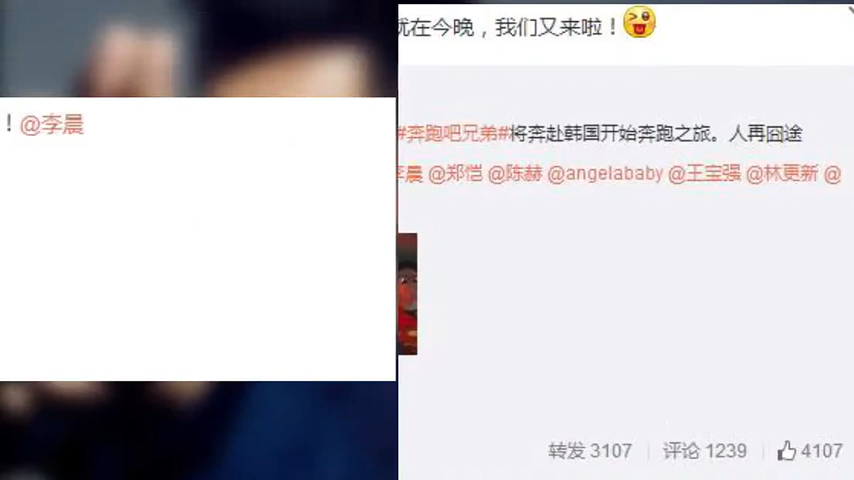 ！@李晨
就在今晚，我们又来啦！
#奔跑吧兄弟#将奔赴韩国开始奔跑之旅。人再囧途
李晨 @郑恺 @陈赫 @angelababy @王宝强 @林更新 @
转发 3107 评论 1239 4107